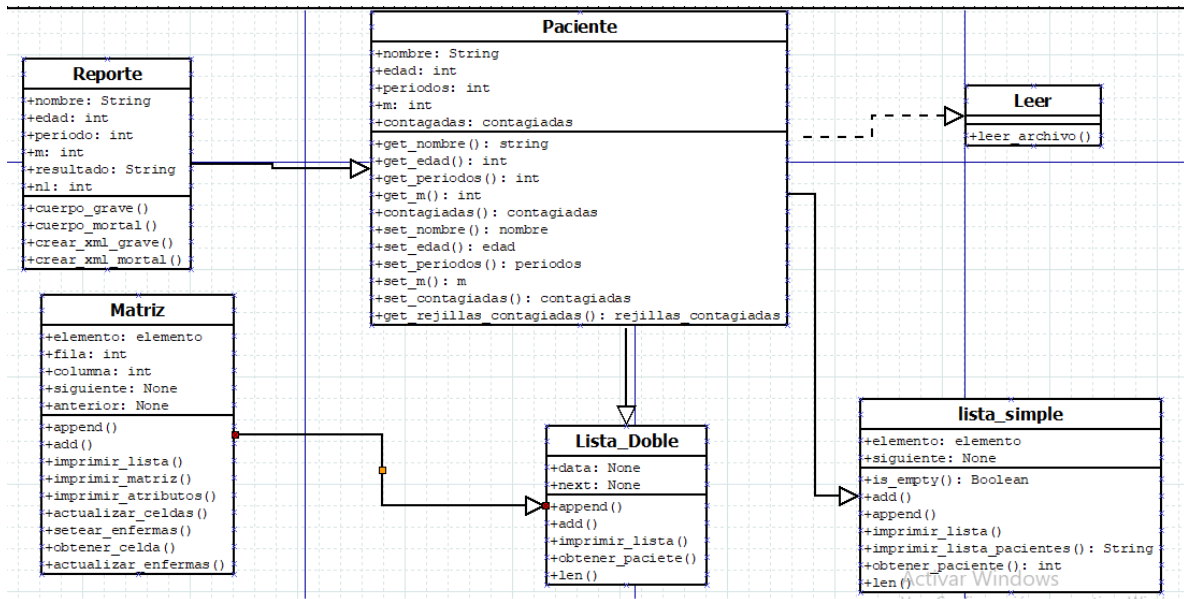 Paciente
+nombre: String
+edad: int
+periodos: int
+m: int
+contagadas: contagiadas
+get_nombre(): string
+get_edad(): int
+get_periodos(): int
+get_m(): int
+contagiadas(): contagiadas
+set_nombre(): nombre
+set_edad(): edad
+set_periodos(): periodos
+set_m(): m
+set_contagiadas(): contagiadas
+get_rejillas_contagiadas(): rejillas_contagiadas
Reporte
+nombre: String
+edad: int
+periodo: int
+m: int
+resultado: String
+nl: int
+cuerpo_grave()
+cuerpo_mortal()
+crear_xml_grave()
+crear_xml_mortal()
Leer
+leer_archivo()
Matriz
+elemento: elemento
+fila: int
+columna: int
+siguiente: None
+anterior: None
+append()
+add()
+imprimir_lista()
+imprimir_matriz()
+imprimir_atributos()
+actualizar_celdas()
+setear_enfermas()
+obtener_celda()
+actualizar_enfermas()
Lista_Doble
+data: None
+next: None
+append()
+add()
+imprimir_lista()
+obtener_paciete()
+len()
lista_simple
+elemento: elemento
+siguiente: None
+is_empty(): Boolean
+add()
+append()
+imprimir_lista()
+imprimir_lista_pacientes(): String
+obtener_paciente(): int
+len()
Activar Windows